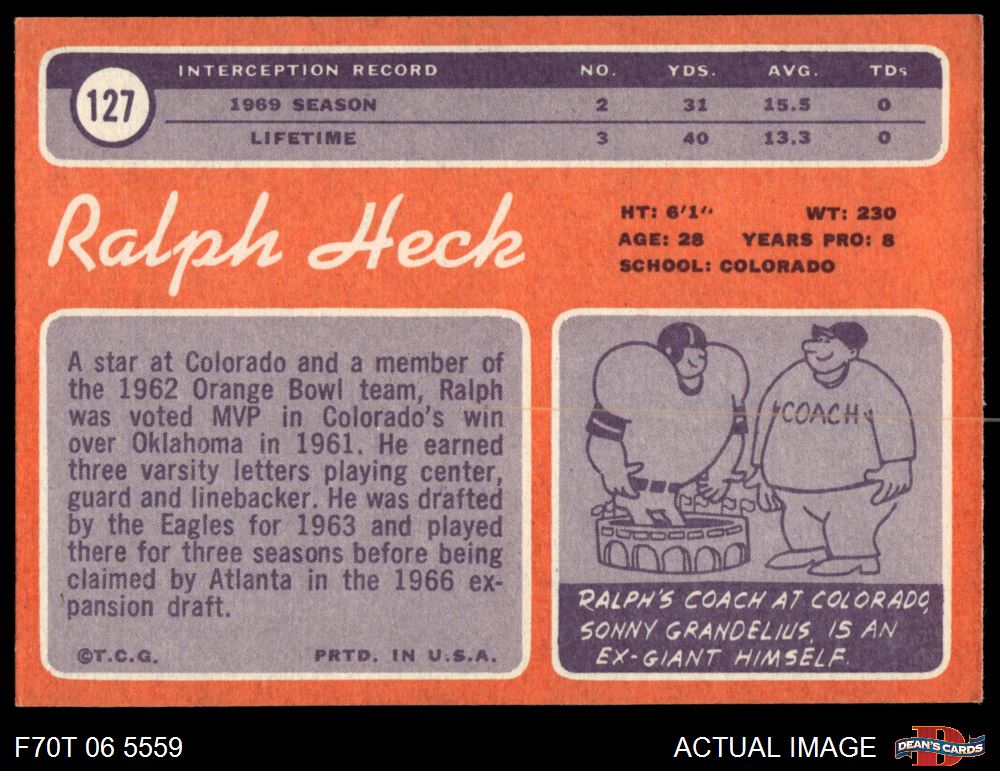 127
INTERCEPTION RECORD NO. YDS. AVG. TDs
1969 SEASON 2 31 15.5 0
LIFETIME 3 40 13.3 0
Ralph Heck
HT: 6'1" WT: 230
AGE: 28 YEARS PRO: 8
SCHOOL: COLORADO
A star at Colorado and a member of
the 1962 Orange Bowl team, Ralph
was voted MVP in Colorado's win
over Oklahoma in 1961. He earned
three varsity letters playing center,
guard and linebacker. He was drafted
by the Eagles for 1963 and played
there for three seasons before being
claimed by Atlanta in the 1966 ex-
pansion draft.
©T.C.G. PRTD. IN U.S.A.
COACH
RALPH'S COACH AT COLORADO,
SONNY GRANDELIUS, IS AN
EX-GIANT HIMSELF.
F70T 06 5559
ACTUAL IMAGE
D
DEAN'S CARDS